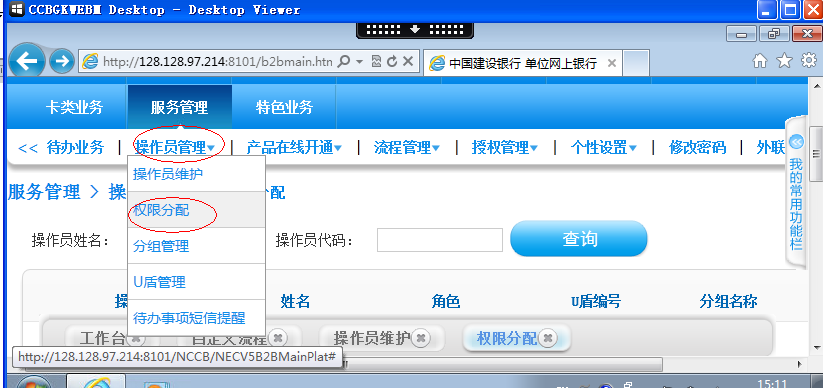 CCBGKWEBM Desktop - Desktop Viewer
http://128.128.97.214:8101/b2bmain.htm
中国建设银行 单位网上银行
卡类业务 服务管理 特色业务
<< 待办业务 | 操作员管理 | 产品在线开通 | 流程管理 | 授权管理 | 个性设置 | 修改密码 | 外联
操作员维护
服务管理 >
权限分配
操作员姓名： 操作员代码： 查询
分组管理
U盾管理
姓名 角色 U盾编号 分组名称
待办事项短信提醒
工作台 自定义流程 操作员维护 权限分配
我的常用功能栏
http://128.128.97.214:8101/NCCB/NECV5B2BMainPlat#
15:11